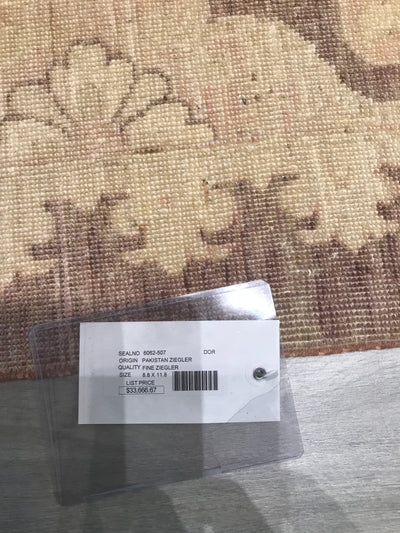 SEALNO 6062-507 DOR
ORIGIN PAKISTAN ZIEGLER
QUALITY FINE ZIEGLER
SIZE 8.8 X 11.8
LIST PRICE
$33,666.67